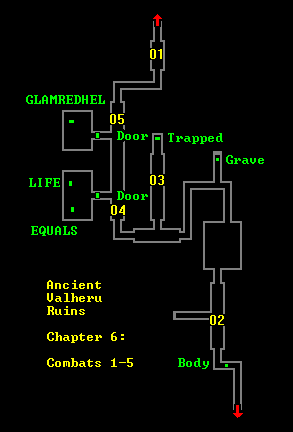 01
GLAMREDHEL
05
Door
Trapped
Grave
LIFE
03
Door
04
EQUALS
Ancient
Valheru
Ruins
02
Chapter 6:
Combats 1-5
Body